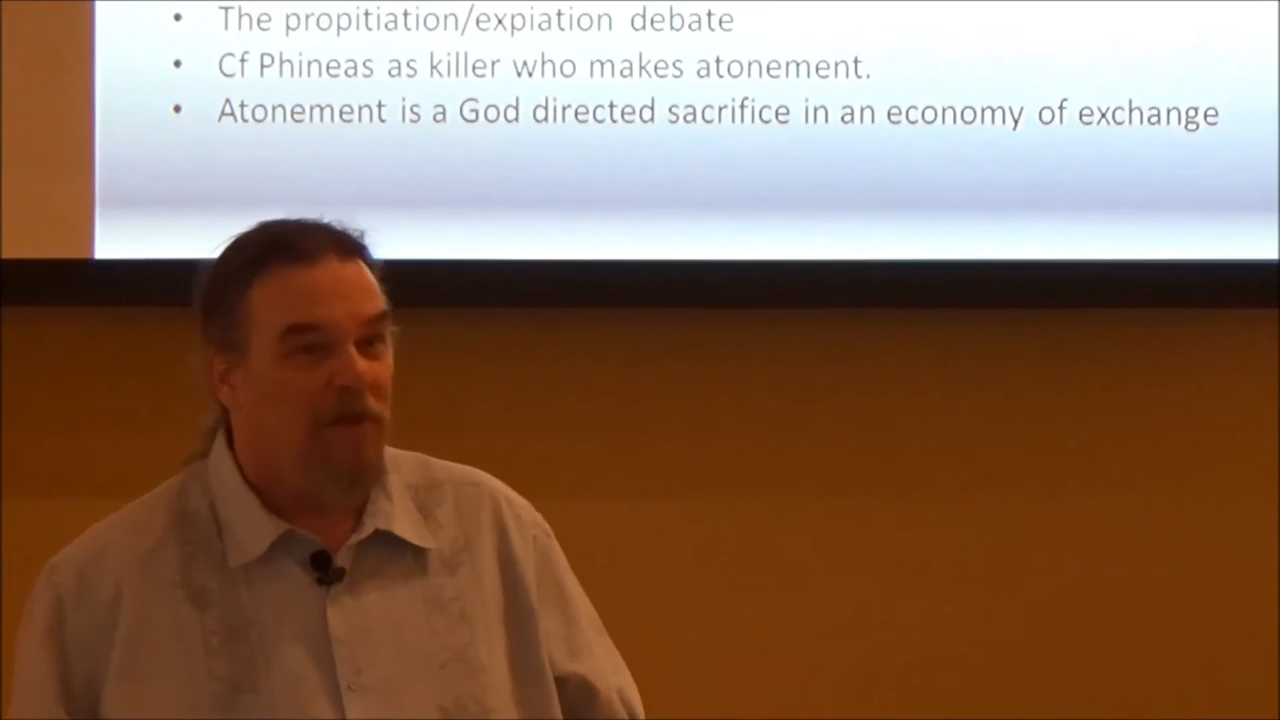 • The propitiation/expiation debate
• Cf Phineas as killer who makes atonement.
• Atonement is a God directed sacrifice in an economy of exchange